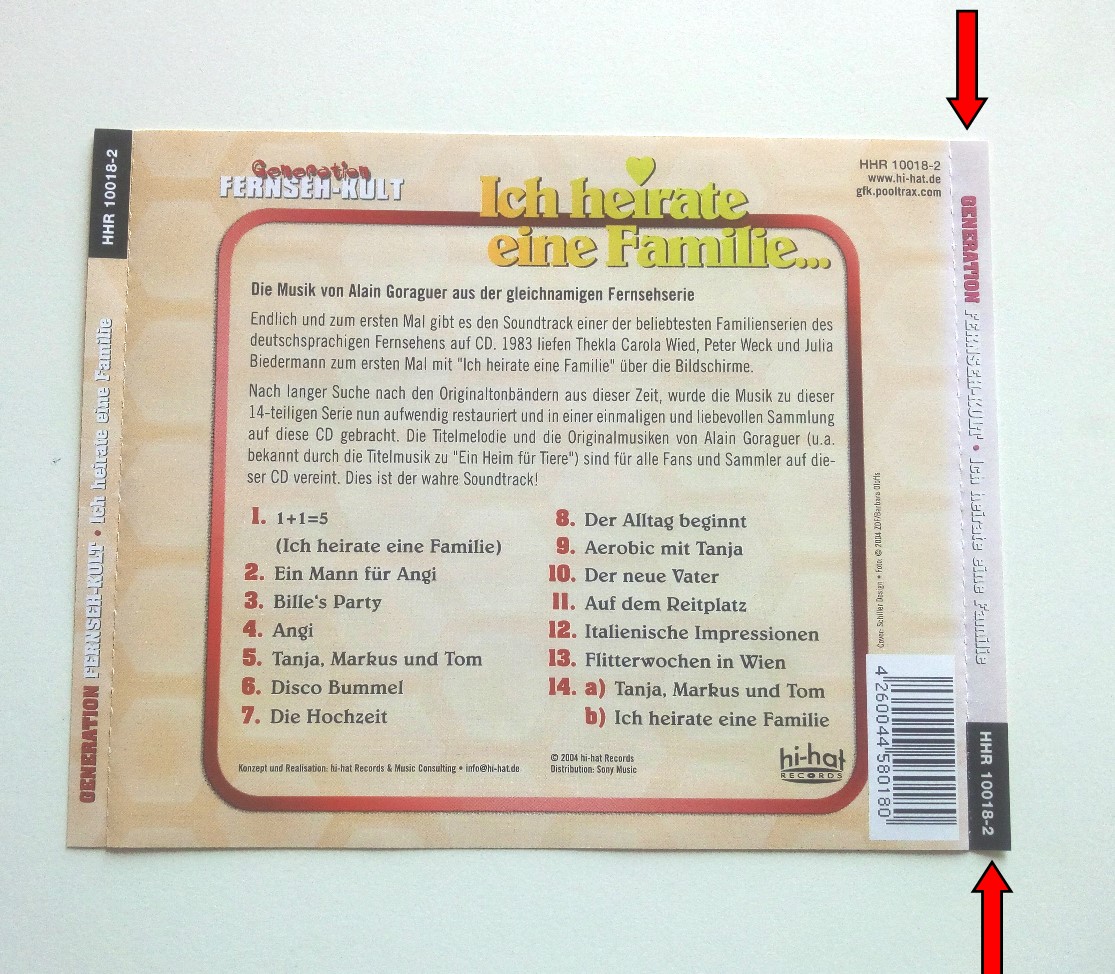 HHR 10018-2
GENERATION FERNSEH-KULT • Ich heirate eine Familie
Generation
FERNSEH-KULT
Ich heirate
eine Familie...
HHR 10018-2
www.hi-hat.de
gfk.pooltrax.com
Die Musik von Alain Goraguer aus der gleichnamigen Fernsehserie
Endlich und zum ersten Mal gibt es den Soundtrack einer der beliebtesten Familienserien des
deutschsprachigen Fernsehens auf CD. 1983 liefen Thekla Carola Wied, Peter Weck und Julia
Biedermann zum ersten Mal mit "Ich heirate eine Familie" über die Bildschirme.
Nach langer Suche nach den Originaltonbändern aus dieser Zeit, wurde die Musik zu dieser
14-teiligen Serie nun aufwendig restauriert und in einer einmaligen und liebevollen Sammlung
auf diese CD gebracht. Die Titelmelodie und die Originalmusiken von Alain Goraguer (u.a.
bekannt durch die Titelmusik zu "Ein Heim für Tiere") sind für alle Fans und Sammler auf die-
ser CD vereint. Dies ist der wahre Soundtrack!
1. 1+1=5
(Ich heirate eine Familie)
2. Ein Mann für Angi
3. Bille's Party
4. Angi
5. Tanja, Markus und Tom
6. Disco Bummel
7. Die Hochzeit
8. Der Alltag beginnt
9. Aerobic mit Tanja
10. Der neue Vater
11. Auf dem Reitplatz
12. Italienische Impressionen
13. Flitterwochen in Wien
14. a) Tanja, Markus und Tom
b) Ich heirate eine Familie
Konzept und Realisation: hi-hat Records & Music Consulting • info@hi-hat.de
© 2004 hi-hat Records
Distribution: Sony Music
hi-hat
RECORDS
Cover: Schiller Design • Foto: © 2004 ZDF/Barbara Oloffs
4 260044 580180
GENERATION FERNSEH-KULT • Ich heirate eine Familie
HHR 10018-2